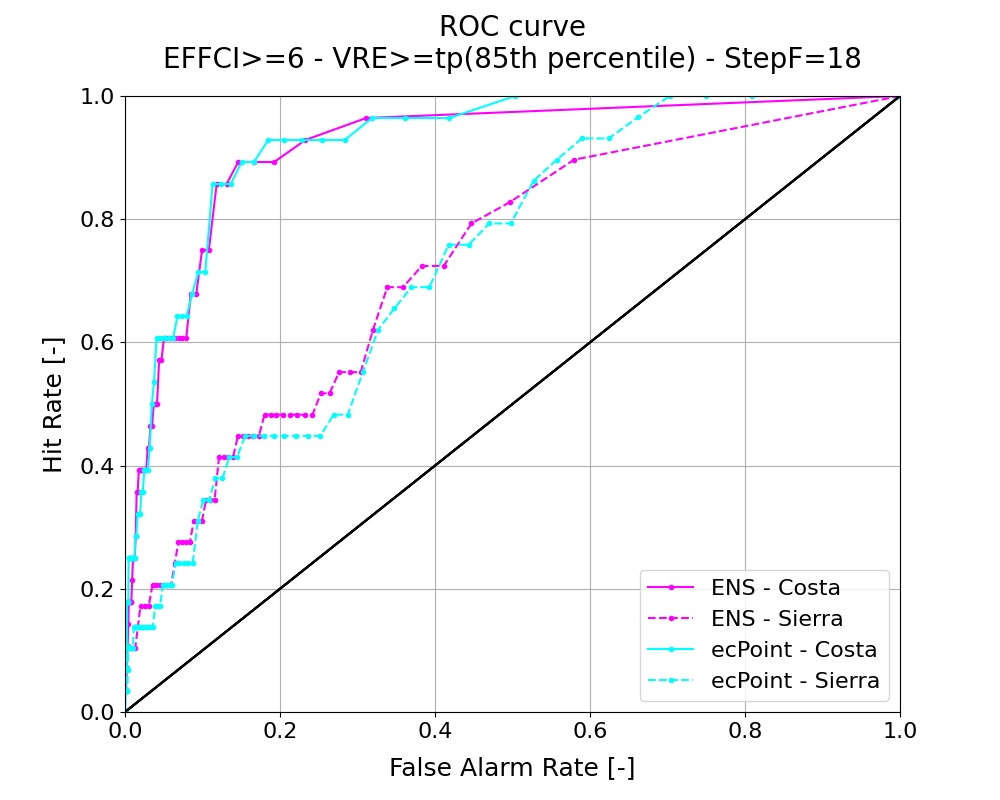 ROC curve
EFFCI>=6 - VRE>=tp(85th percentile) - StepF=18
1.0
0.8
0.6
0.4
0.2
0.0
Hit Rate [-]
0.0 0.2 0.4 0.6 0.8 1.0
False Alarm Rate [-]
ENS - Costa
ENS - Sierra
ecPoint - Costa
ecPoint - Sierra